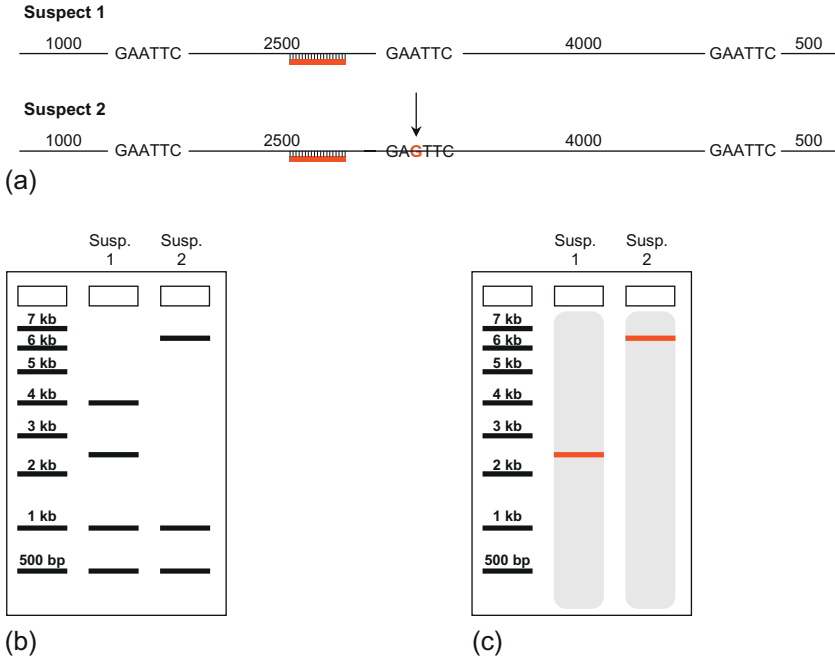 Suspect 1
1000 GAATTC 2500 GAATTC 4000 GAATTC 500
Suspect 2
1000 GAATTC 2500 GAGTTC 4000 GAATTC 500
(a)
Susp. Susp.
1 2
7 kb
6 kb
5 kb
4 kb
3 kb
2 kb
1 kb
500 bp
(b)
Susp. Susp.
1 2
7 kb
6 kb
5 kb
4 kb
3 kb
2 kb
1 kb
500 bp
(c)